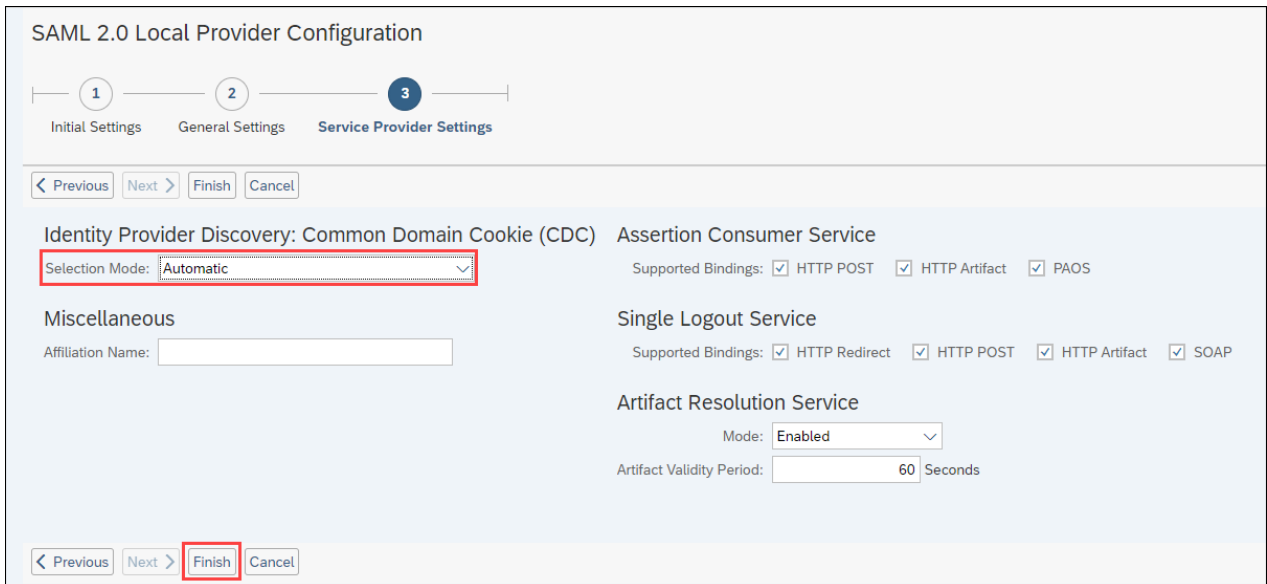 SAML 2.0 Local Provider Configuration
1 2 3
Initial Settings General Settings Service Provider Settings
Previous Next Finish Cancel
Identity Provider Discovery: Common Domain Cookie (CDC)
Selection Mode: Automatic
Miscellaneous
Affiliation Name:
Assertion Consumer Service
Supported Bindings: HTTP POST HTTP Artifact PAOS
Single Logout Service
Supported Bindings: HTTP Redirect HTTP POST HTTP Artifact SOAP
Artifact Resolution Service
Mode: Enabled
Artifact Validity Period: 60 Seconds
Previous Next Finish Cancel